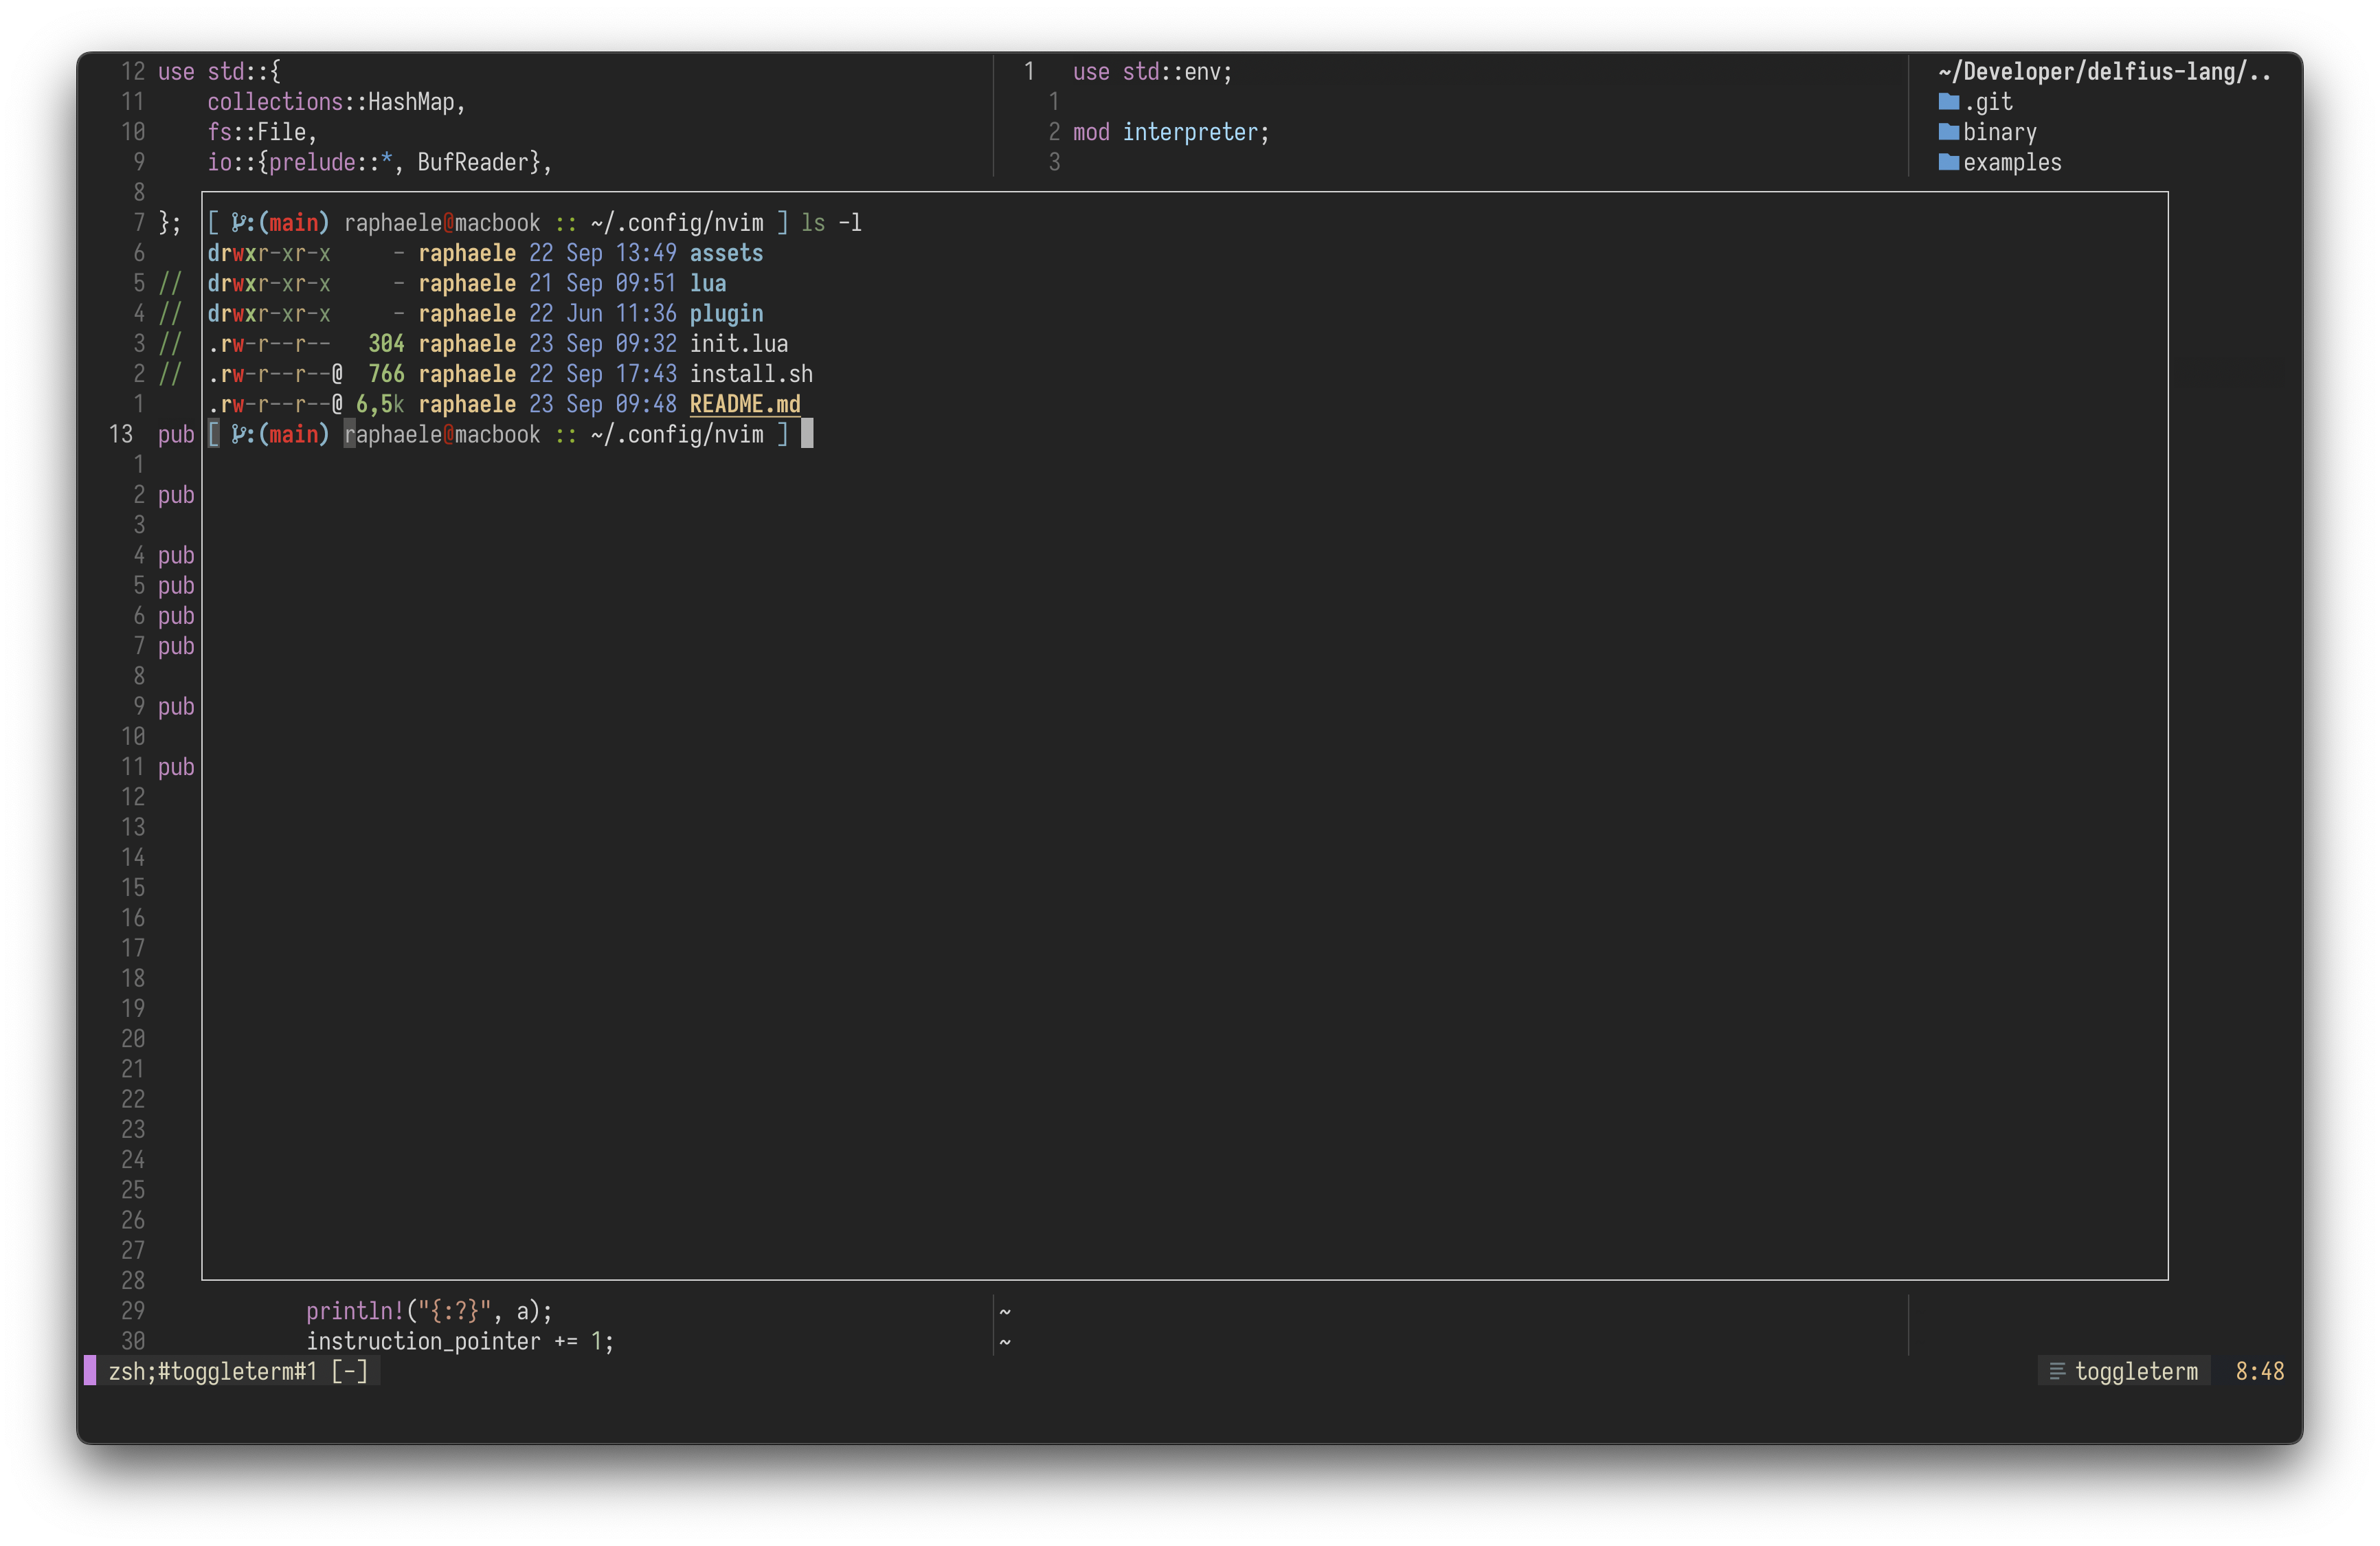 12 use std::{
11     collections::HashMap,
10     fs::File,
9     io::{prelude::*, BufReader},
8
7 };
6
5 //
4 //
3 //
2 //
1
13 pub
1
2 pub
3
4 pub
5 pub
6 pub
7 pub
8
9 pub
10
11 pub
12
13
14
15
16
17
18
19
20
21
22
23
24
25
26
27
28
29             println!("{:?}", a);
30             instruction_pointer += 1;
1 use std::env;
1
2 mod interpreter;
3
~
~
~/Developer/delfius-lang/..
.git
binary
examples
[ :(main) raphaele@macbook :: ~/.config/nvim ] ls -l
drwxr-xr-x     - raphaele 22 Sep 13:49 assets
drwxr-xr-x     - raphaele 21 Sep 09:51 lua
drwxr-xr-x     - raphaele 22 Jun 11:36 plugin
.rw-r--r--   304 raphaele 23 Sep 09:32 init.lua
.rw-r--r--@  766 raphaele 22 Sep 17:43 install.sh
.rw-r--r--@ 6,5k raphaele 23 Sep 09:48 README.md
[ :(main) raphaele@macbook :: ~/.config/nvim ]
zsh;#toggleterm#1 [-]
toggleterm
8:48